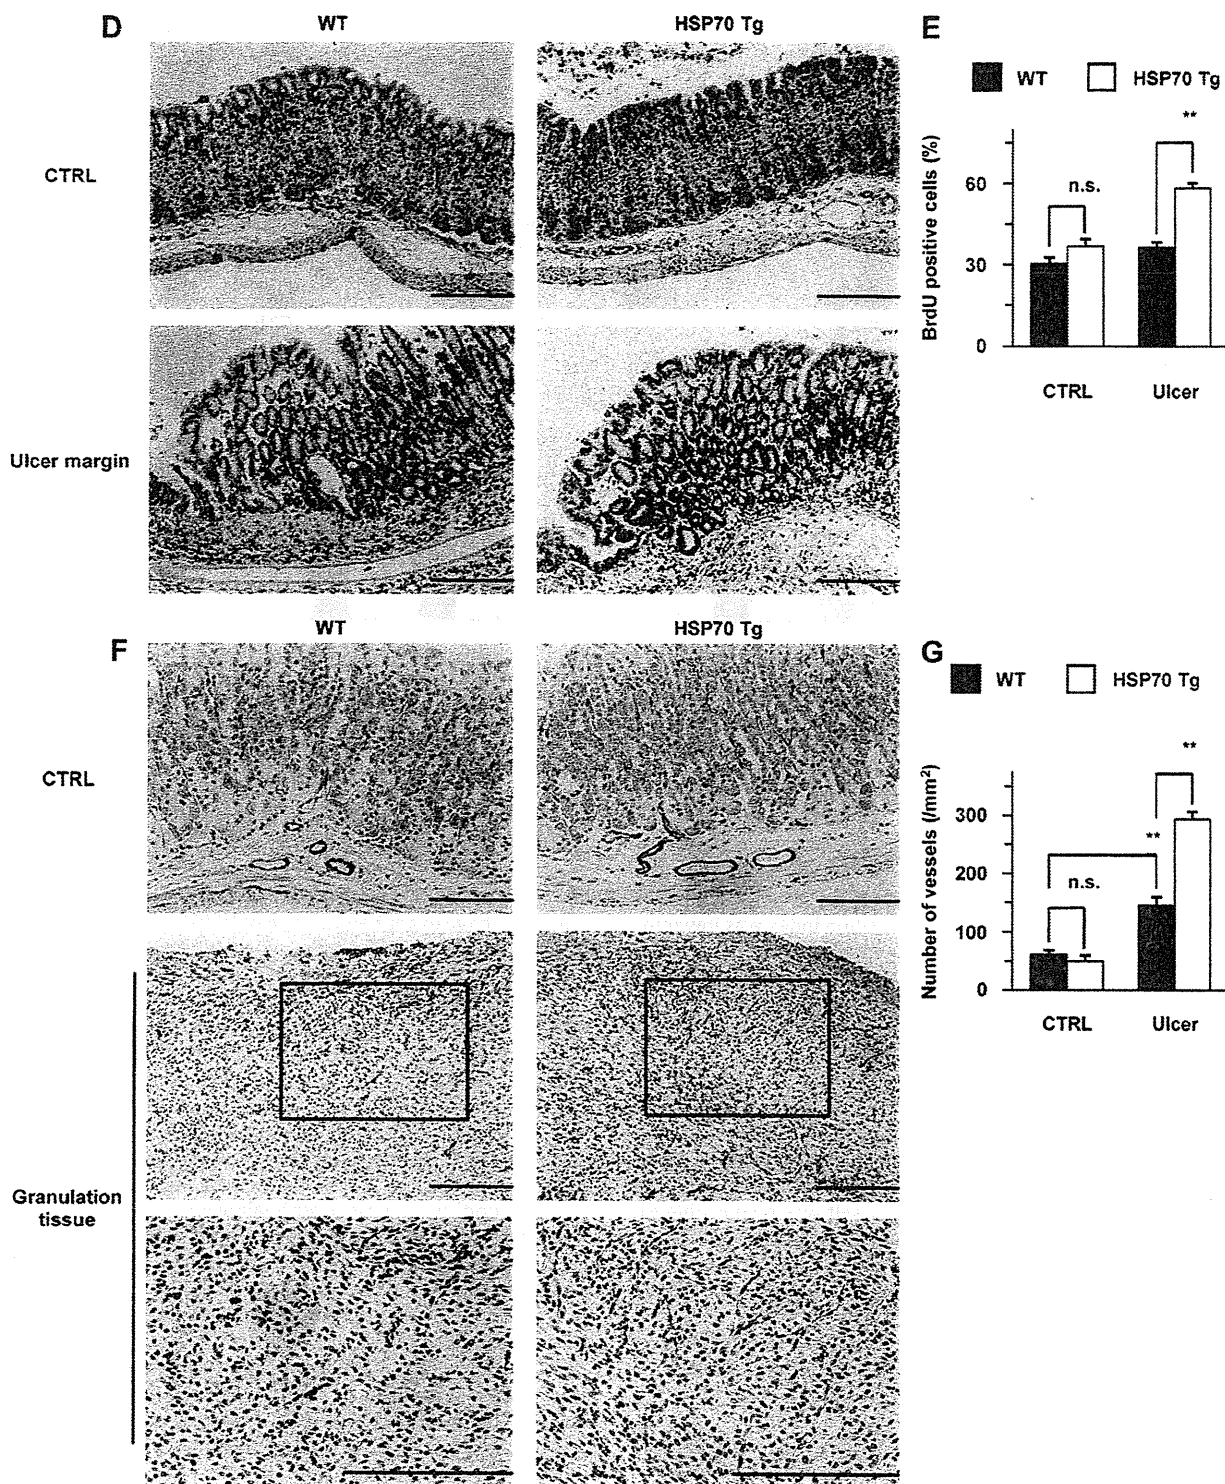 D
WT
HSP70 Tg
CTRL
Ulcer margin
E
WT
HSP70 Tg
BrdU positive cells (%)
60
30
0
n.s.
**
CTRL
Ulcer
F
WT
HSP70 Tg
CTRL
Granulation
tissue
G
WT
HSP70 Tg
Number of vessels (/mm²)
300
200
100
0
n.s.
**
**
CTRL
Ulcer